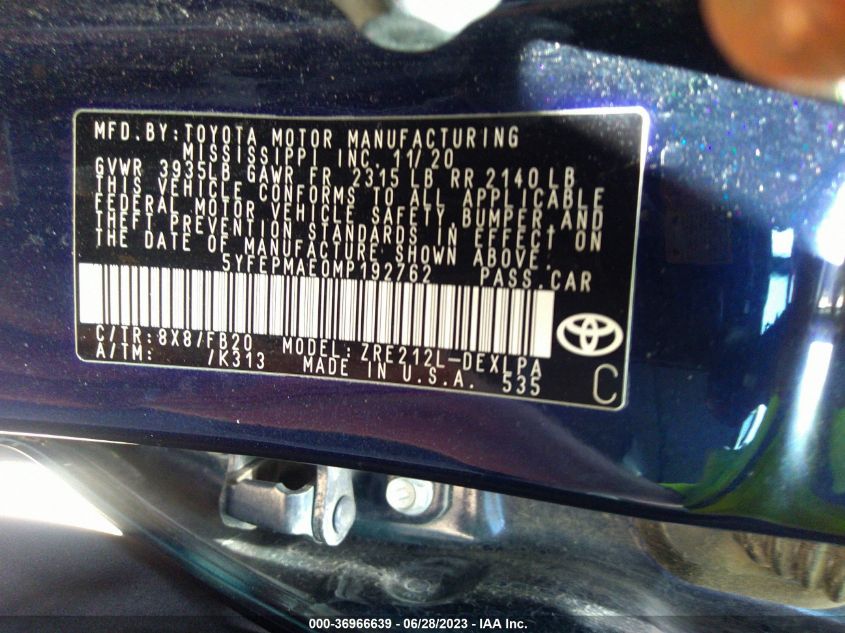 MFD.BY:TOYOTA MOTOR MANUFACTURING
MISSISSIPPI INC. 11/20
GVWR 3935LB GAWR FR 2315 LB RR 2140 LB
THIS VEHICLE CONFORMS TO ALL APPLICABLE
FEDERAL MOTOR VEHICLE SAFETY BUMPER,AND
THEFT PREVENTION STANDARDS IN EFFECT ON
THE DATE OF MANUFACTURE SHOWN ABOVE.
5YFEPMAE0MP192762 PASS.CAR
C/TR:8X8/FB20 MODEL:ZRE212L-DEXLPA
A/TM: /K313 MADE IN U.S.A. 535
C
000-36966639 - 06/28/2023 - IAA Inc.